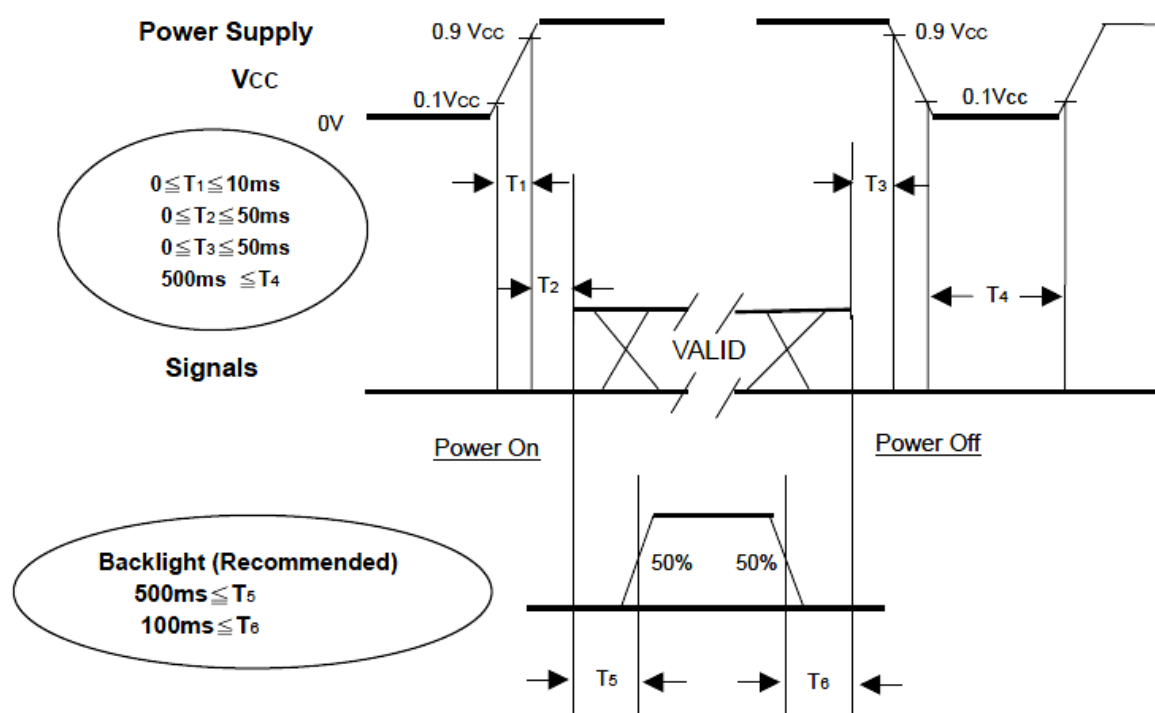 Power Supply
VCC
0.9 VCC
0.9 VCC
0.1VCC
0.1Vcc
0V
0≦T1≦10ms
0≦T2≦50ms
0≦T3≦50ms
500ms ≦T4
T1
T3
T2
T4
VALID
Signals
Power On
Power Off
Backlight (Recommended)
500ms≦T5
100ms≦T6
50%
50%
T5
T6